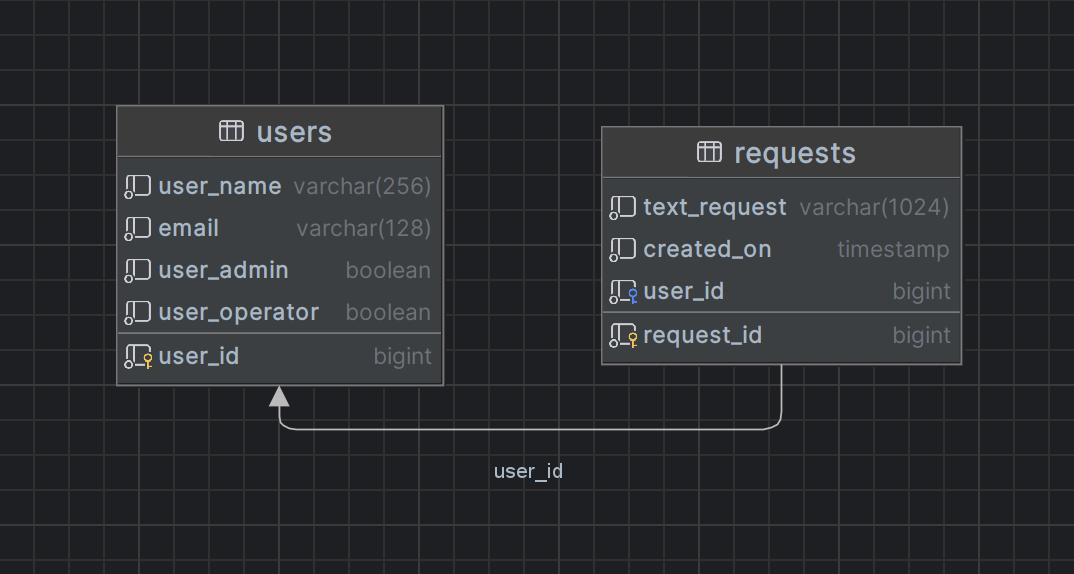 users
user_name varchar(256)
email varchar(128)
user_admin boolean
user_operator boolean
user_id bigint
requests
text_request varchar(1024)
created_on timestamp
user_id bigint
request_id bigint
user_id